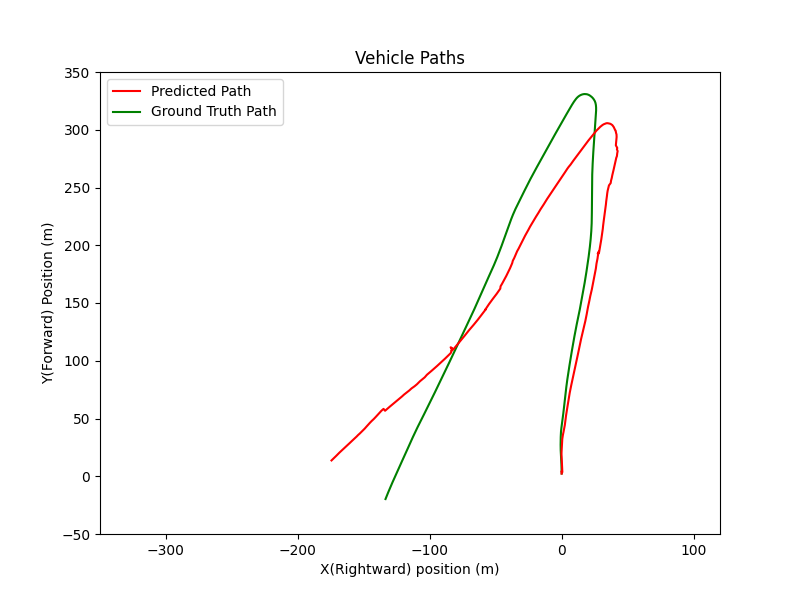 Vehicle Paths
Predicted Path
Ground Truth Path
350
300
250
200
150
100
50
0
−50
Y(Forward) Position (m)
−300
−200
−100
0
100
X(Rightward) position (m)